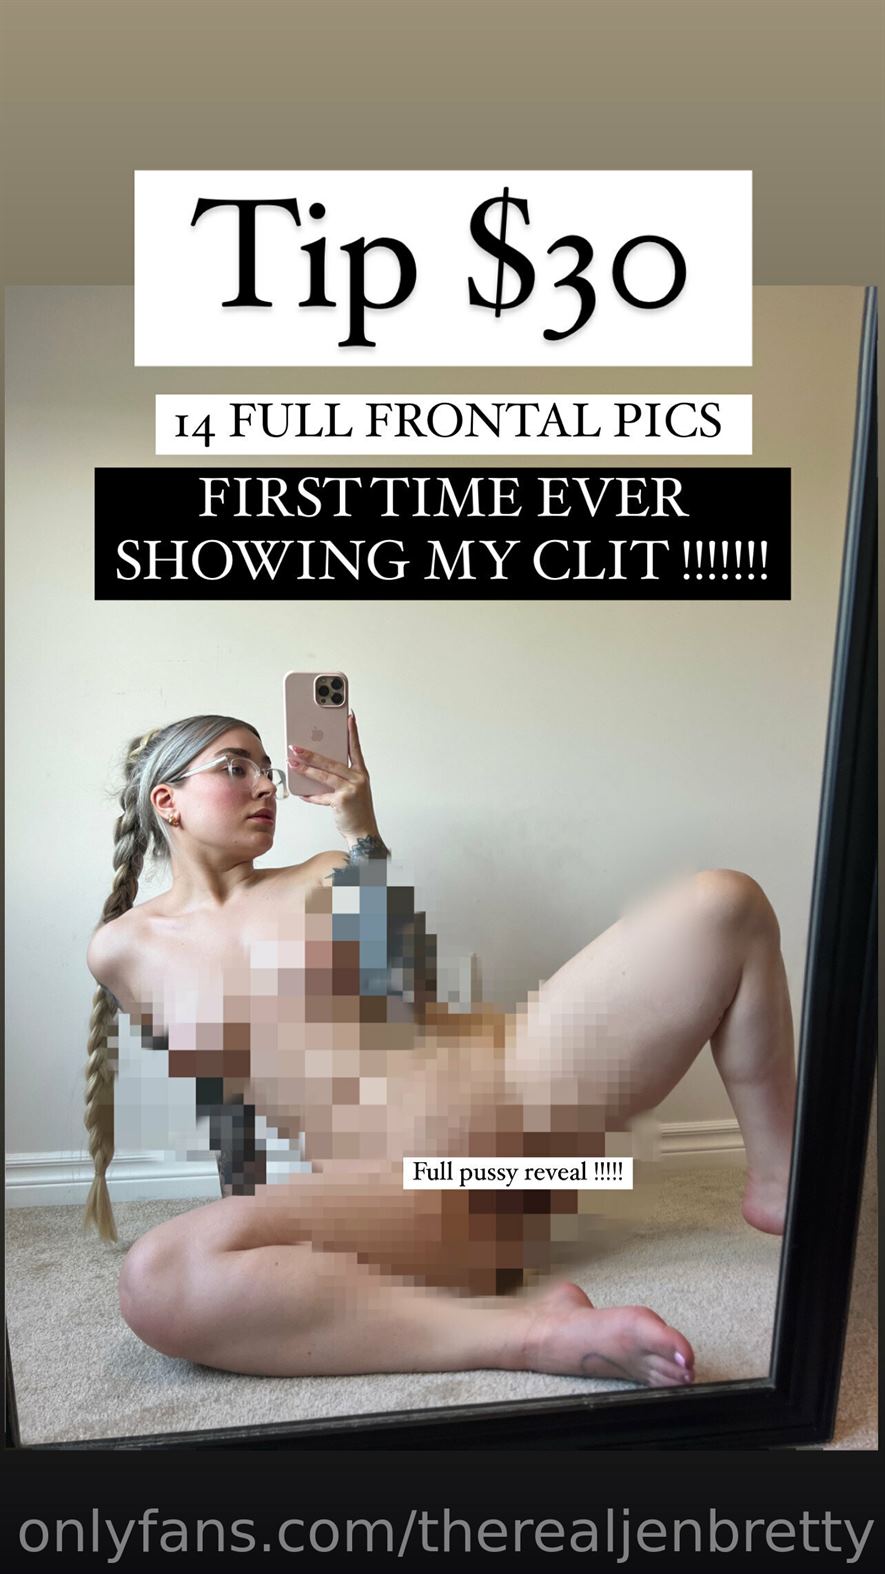 Tip $30
14 FULL FRONTAL PICS
FIRST TIME EVER
SHOWING MY CLIT !!!!!!!
Full pussy reveal !!!!!
onlyfans.com/therealjenbretty